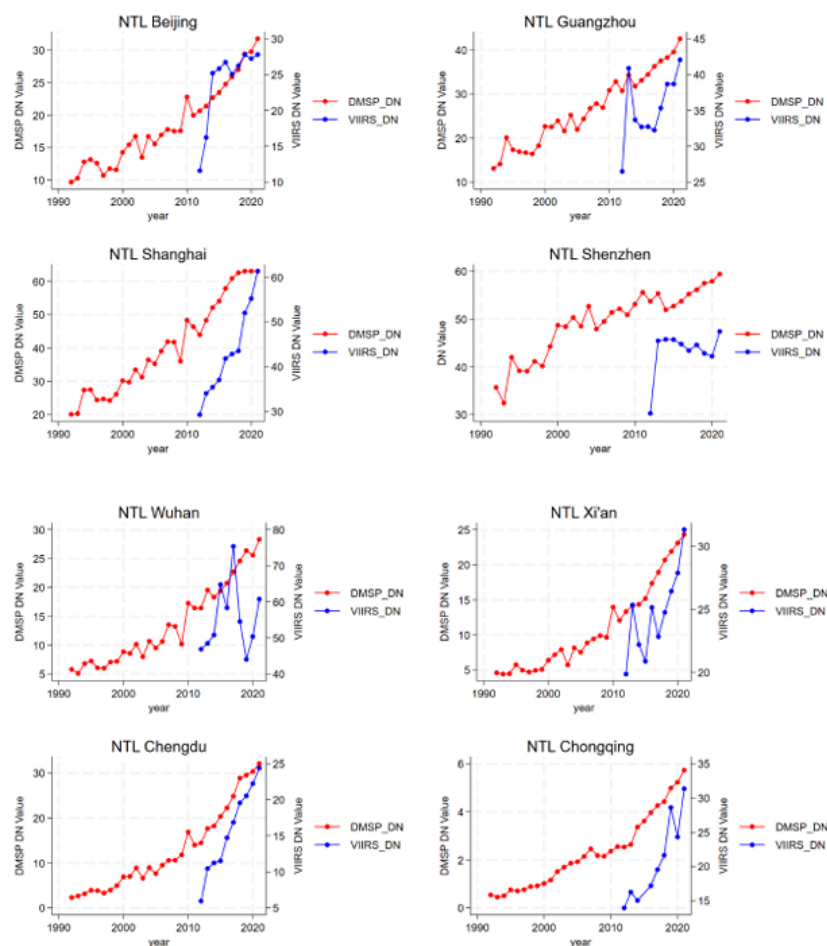 NTL Beijing
DMSP DN Value
30
25
20
15
10
30
25
20
15
10
VIIRS DN Value
1990
2000
2010
2020
year
DMSP_DN
VIIRS_DN
NTL Guangzhou
DMSP DN Value
40
30
20
10
45
40
35
30
25
VIIRS DN Value
1990
2000
2010
2020
year
DMSP_DN
VIIRS_DN
NTL Shanghai
DMSP DN Value
60
50
40
30
20
60
50
40
30
VIIRS DN Value
1990
2000
2010
2020
year
DMSP_DN
VIIRS_DN
NTL Shenzhen
DN Value
60
50
40
30
1990
2000
2010
2020
year
DMSP_DN
VIIRS_DN
NTL Wuhan
DMSP DN Value
30
25
20
15
10
5
80
70
60
50
40
VIIRS DN Value
1990
2000
2010
2020
year
DMSP_DN
VIIRS_DN
NTL Xi'an
DMSP DN Value
25
20
15
10
5
30
25
20
VIIRS DN Value
1990
2000
2010
2020
year
DMSP_DN
VIIRS_DN
NTL Chengdu
DMSP DN Value
30
20
10
0
25
20
15
10
5
VIIRS DN Value
1990
2000
2010
2020
year
DMSP_DN
VIIRS_DN
NTL Chongqing
DMSP DN Value
6
4
2
0
35
30
25
20
15
VIIRS DN Value
1990
2000
2010
2020
year
DMSP_DN
VIIRS_DN